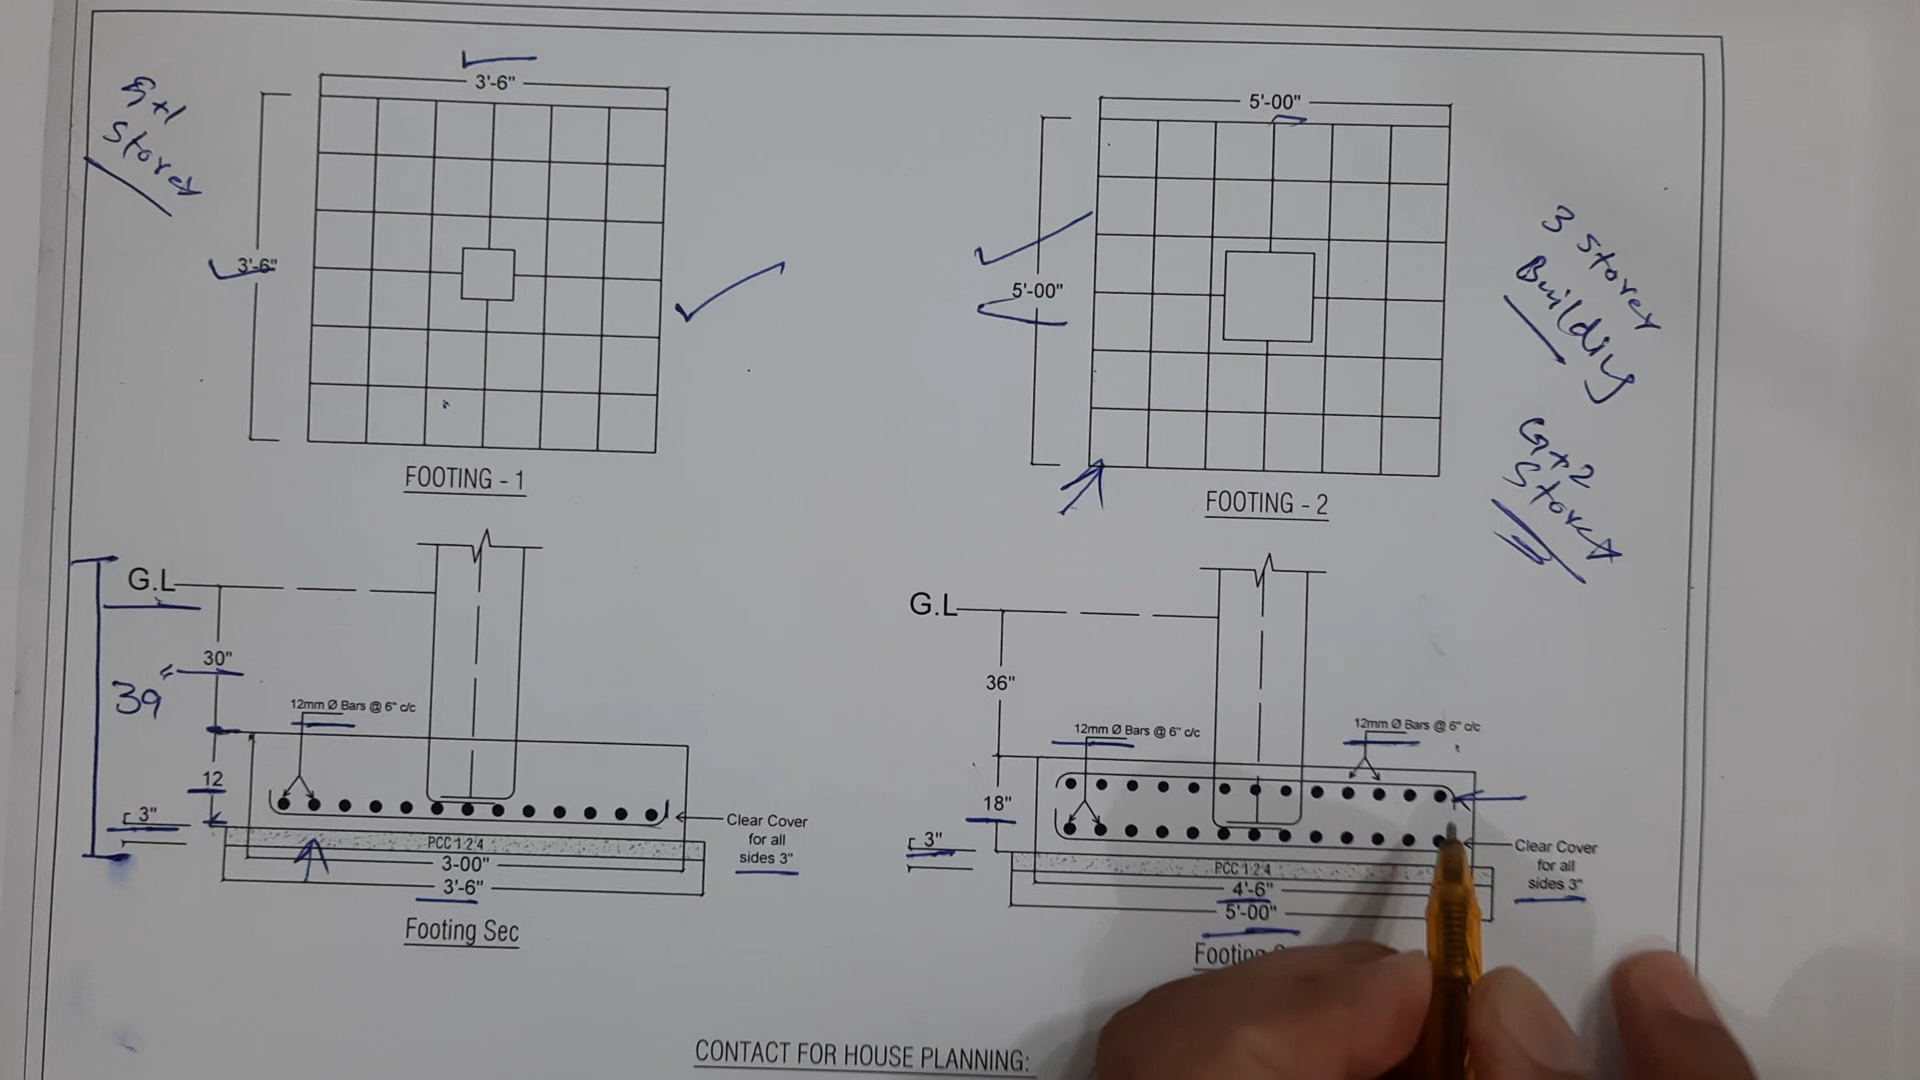 3'-6"
3'-6"
G+1
Storey
FOOTING - 1
5'-00"
5'-00"
3 Storey
Building
G+2
Storey
FOOTING - 2
G.L
30"
39"
12mm Ø Bars @ 6" c/c
12
3"
Clear Cover
for all
sides 3"
PCC 1:2:4
3-00"
3'-6"
Footing Sec
G.L
36"
12mm Ø Bars @ 6" c/c
12mm Ø Bars @ 6" c/c
18"
3"
Clear Cover
for all
sides 3"
PCC 1:2:4
4'-6"
5'-00"
Footing
CONTACT FOR HOUSE PLANNING: